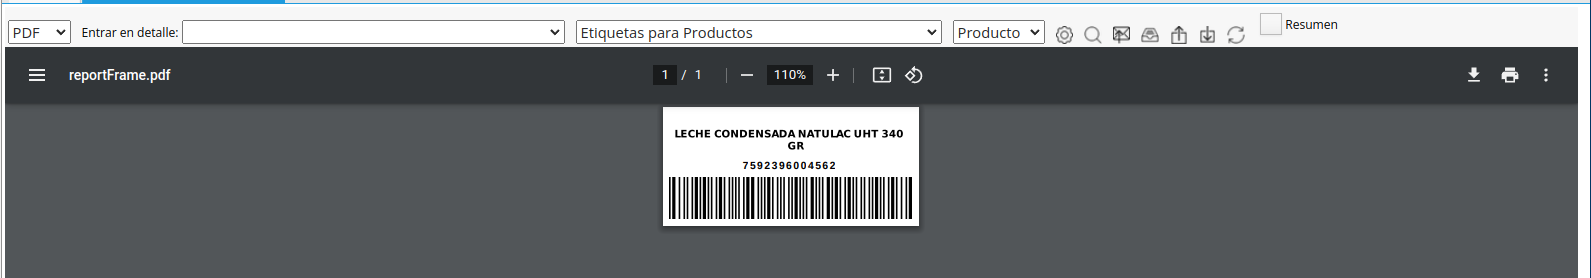 PDF Entrar en detalle: Etiquetas para Productos Producto Resumen
reportFrame.pdf 1 / 1 110%
LECHE CONDENSADA NATULAC UHT 340
GR
7592396004562